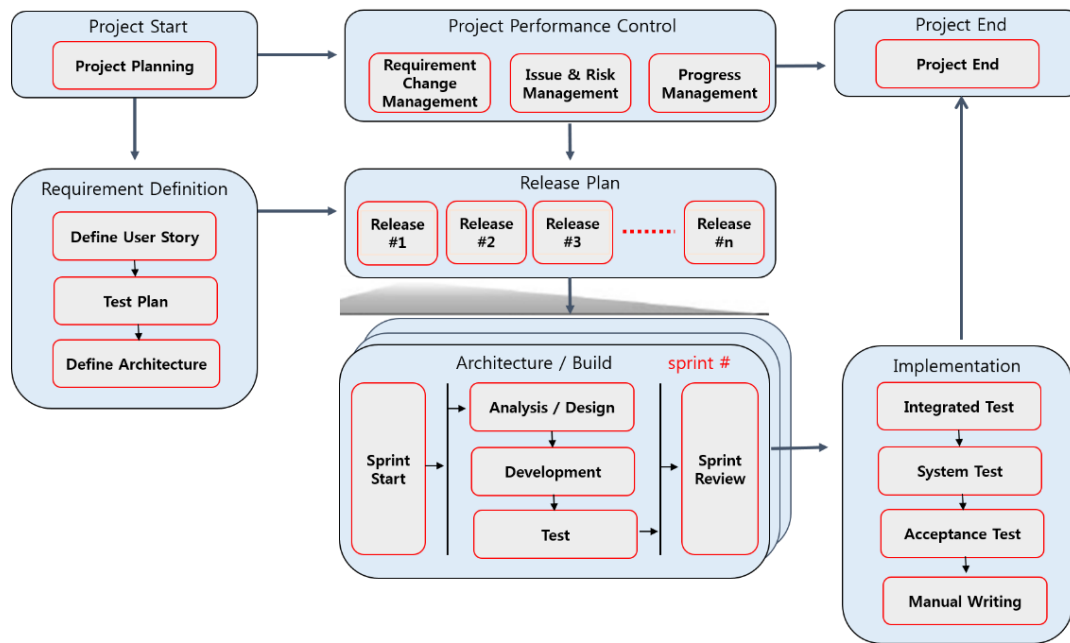 Project Start
Project Planning
Project Performance Control
Requirement
Change
Management
Issue & Risk
Management
Progress
Management
Project End
Project End
Requirement Definition
Define User Story
Test Plan
Define Architecture
Release Plan
Release
#1
Release
#2
Release
#3
Release
#n
Architecture / Build
sprint #
Sprint
Start
Analysis / Design
Development
Test
Sprint
Review
Implementation
Integrated Test
System Test
Acceptance Test
Manual Writing